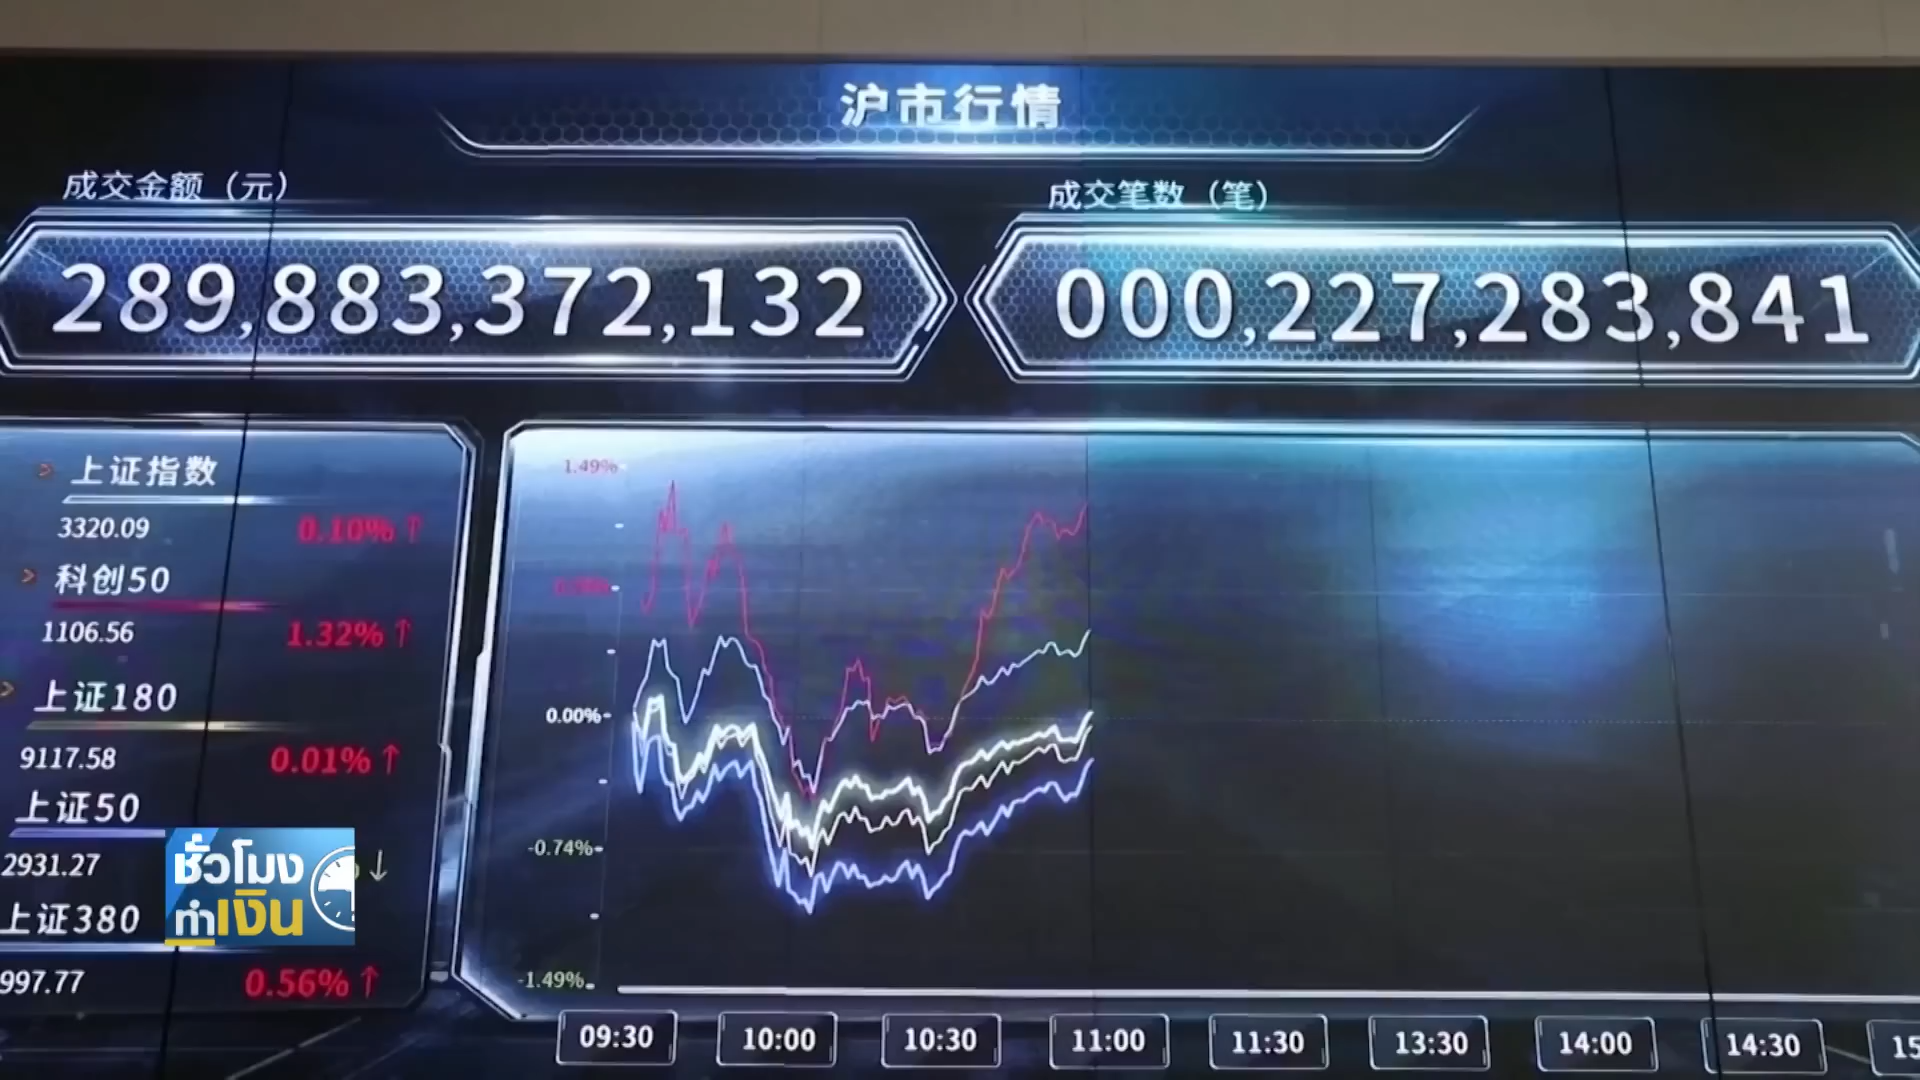 沪市行情
成交金额（元）
成交笔数（笔）
289,883,372,132
000,227,283,841
上证指数
3320.09 0.10% ↑
科创50
1106.56 1.32% ↑
上证180
9117.58 0.01% ↑
上证50
2931.27 ↓
上证380
997.77 0.56% ↑
1.49%
0.00%
-0.74%
-1.49%
09:30 10:00 10:30 11:00 11:30 13:30 14:00 14:30
ชั่วโมง
ทำเงิน